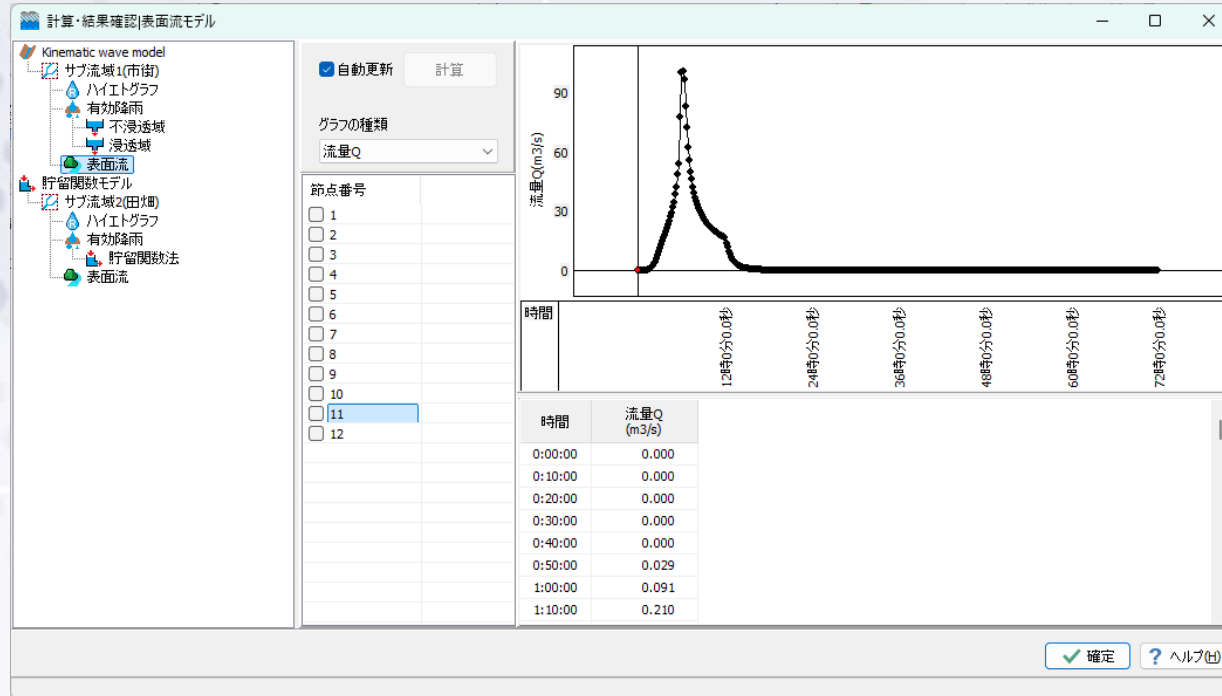 計算・結果確認|表面流モデル
Kinematic wave model
サブ流域1(市街)
ハイエトグラフ
有効降雨
不浸透域
浸透域
表面流
貯留関数モデル
サブ流域2(田畑)
ハイエトグラフ
有効降雨
貯留関数法
表面流
自動更新
計算
グラフの種類
流量Q
節点番号
1
2
3
4
5
6
7
8
9
10
11
12
流量Q(m3/s)
90
60
30
0
時間
12時0分0.0秒
24時0分0.0秒
36時0分0.0秒
48時0分0.0秒
60時0分0.0秒
72時0分0.0秒
時間 流量Q
(m3/s)
0:00:00 0.000
0:10:00 0.000
0:20:00 0.000
0:30:00 0.000
0:40:00 0.000
0:50:00 0.029
1:00:00 0.091
1:10:00 0.210
確定
? ヘルプ(H)